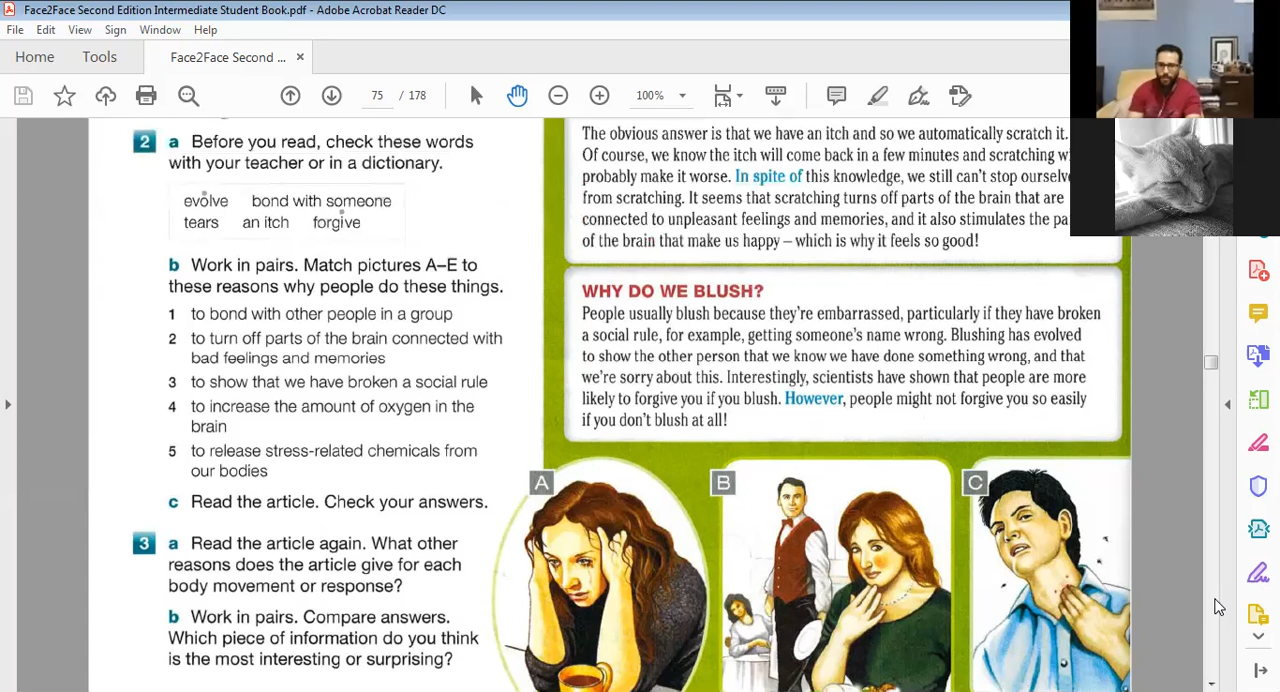 Face2Face Second Edition Intermediate Student Book.pdf - Adobe Acrobat Reader DC
File Edit View Sign Window Help
Home Tools Face2Face Second ... ×
75 / 178 100%
2 a Before you read, check these words
with your teacher or in a dictionary.
evolve bond with someone
tears an itch forgive
b Work in pairs. Match pictures A–E to
these reasons why people do these things.
1 to bond with other people in a group
2 to turn off parts of the brain connected with
bad feelings and memories
3 to show that we have broken a social rule
4 to increase the amount of oxygen in the
brain
5 to release stress-related chemicals from
our bodies
c Read the article. Check your answers.
3 a Read the article again. What other
reasons does the article give for each
body movement or response?
b Work in pairs. Compare answers.
Which piece of information do you think
is the most interesting or surprising?
The obvious answer is that we have an itch and so we automatically scratch it.
Of course, we know the itch will come back in a few minutes and scratching
probably make it worse. In spite of this knowledge, we still can't stop
from scratching. It seems that scratching turns off parts of the brain that are
connected to unpleasant feelings and memories, and it also stimulates the
of the brain that make us happy – which is why it feels so good!
WHY DO WE BLUSH?
People usually blush because they're embarrassed, particularly if they have broken
a social rule, for example, getting someone's name wrong. Blushing has evolved
to show the other person that we know we have done something wrong, and that
we're sorry about this. Interestingly, scientists have shown that people are more
likely to forgive you if you blush. However, people might not forgive you so easily
if you don't blush at all!
A B C